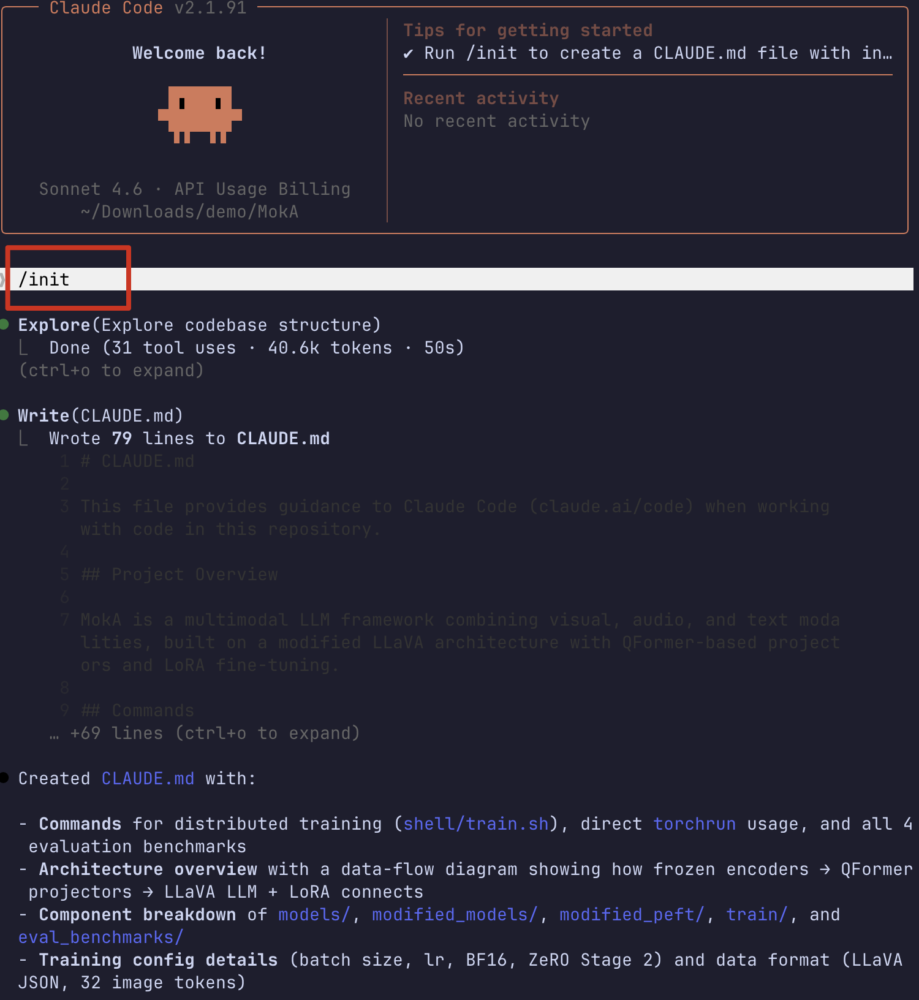 Claude Code v2.1.91
Welcome back!
Sonnet 4.6 · API Usage Billing
~/Downloads/demo/MokA
Tips for getting started
✔ Run /init to create a CLAUDE.md file with in…
Recent activity
No recent activity
❯ /init
● Explore(Explore codebase structure)
⎿ Done (31 tool uses · 40.6k tokens · 50s)
(ctrl+o to expand)
● Write(CLAUDE.md)
⎿ Wrote 79 lines to CLAUDE.md
1 # CLAUDE.md
2
3 This file provides guidance to Claude Code (claude.ai/code) when working
with code in this repository.
4
5 ## Project Overview
6
7 MokA is a multimodal LLM framework combining visual, audio, and text moda
lities, built on a modified LLaVA architecture with QFormer-based project
ors and LoRA fine-tuning.
8
9 ## Commands
… +69 lines (ctrl+o to expand)
● Created CLAUDE.md with:
- Commands for distributed training (shell/train.sh), direct torchrun usage, and all 4
evaluation benchmarks
- Architecture overview with a data-flow diagram showing how frozen encoders → QFormer
projectors → LLaVA LLM + LoRA connects
- Component breakdown of models/, modified_models/, modified_peft/, train/, and
eval_benchmarks/
- Training config details (batch size, lr, BF16, ZeRO Stage 2) and data format (LLaVA
JSON, 32 image tokens)